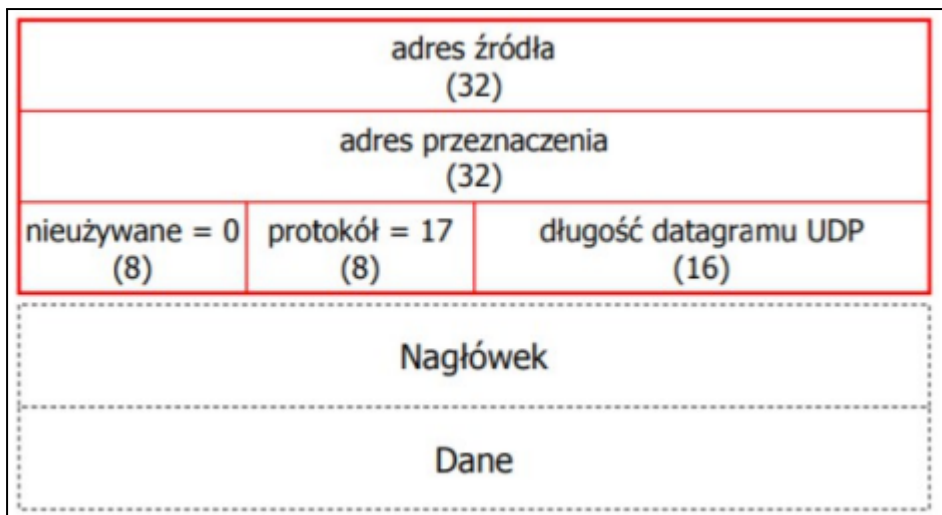 adres źródła
(32)
adres przeznaczenia
(32)
nieużywane = 0
(8)
protokół = 17
(8)
długość datagramu UDP
(16)
Nagłówek
Dane